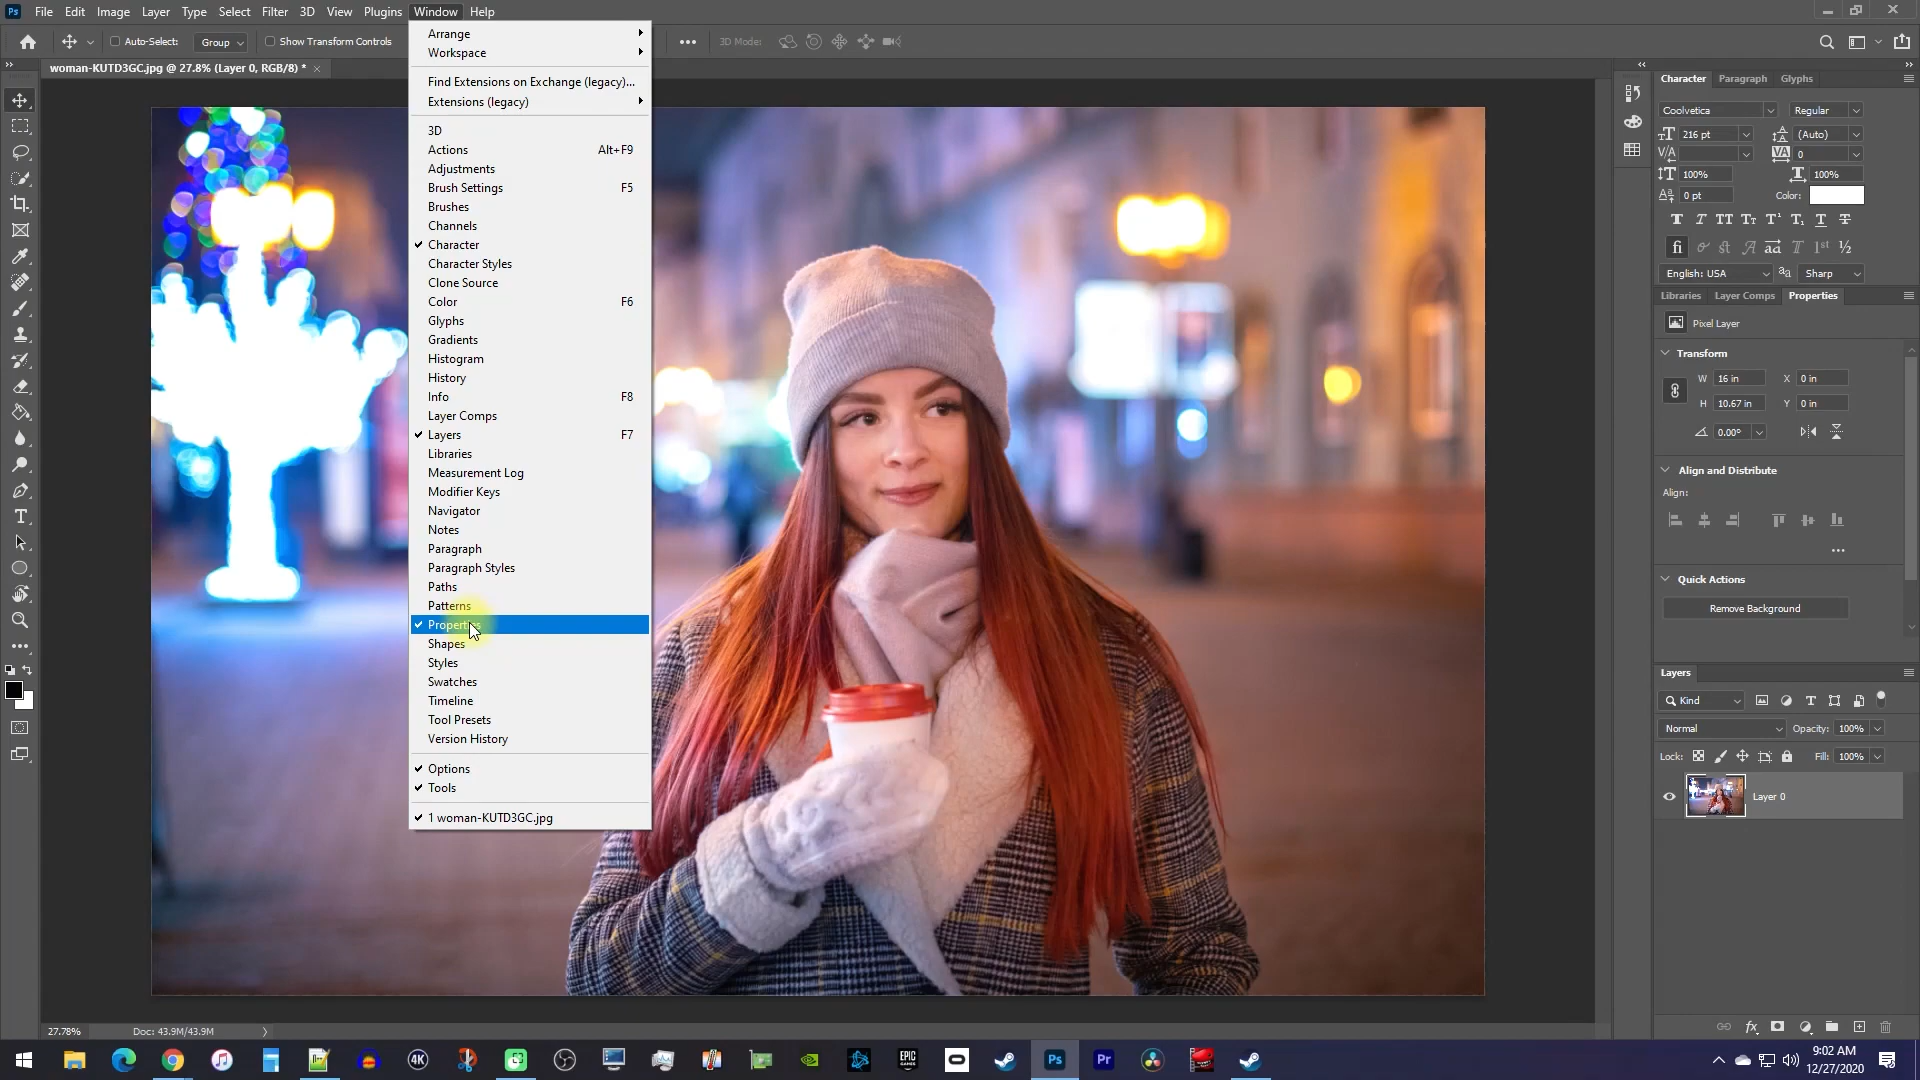 Ps File Edit Image Layer Type Select Filter 3D View Plugins Window Help
Auto-Select: Group Show Transform Controls 3D Mode:
woman-KUTD3GC.jpg @ 27.8% (Layer 0, RGB/8) *
Arrange
Workspace
Find Extensions on Exchange (legacy)...
Extensions (legacy)
3D
Actions Alt+F9
Adjustments
Brush Settings F5
Brushes
Channels
Character
Character Styles
Clone Source
Color F6
Glyphs
Gradients
Histogram
History
Info F8
Layer Comps
Layers F7
Libraries
Measurement Log
Modifier Keys
Navigator
Notes
Paragraph
Paragraph Styles
Paths
Patterns
Properties
Shapes
Styles
Swatches
Timeline
Tool Presets
Version History
Options
Tools
1 woman-KUTD3GC.jpg
Character Paragraph Glyphs
Coolvetica Regular
216 pt (Auto)
0
100% 100%
0 pt Color:
English: USA Sharp
Libraries Layer Comps Properties
Pixel Layer
Transform
W 16 in X 0 in
H 10.67 in Y 0 in
0.00°
Align and Distribute
Align:
Quick Actions
Remove Background
Layers
Kind
Normal Opacity: 100%
Lock: Fill: 100%
Layer 0
27.78% Doc: 43.9M/43.9M
4K EPIC GAMES Ps Pr
9:02 AM
12/27/2020